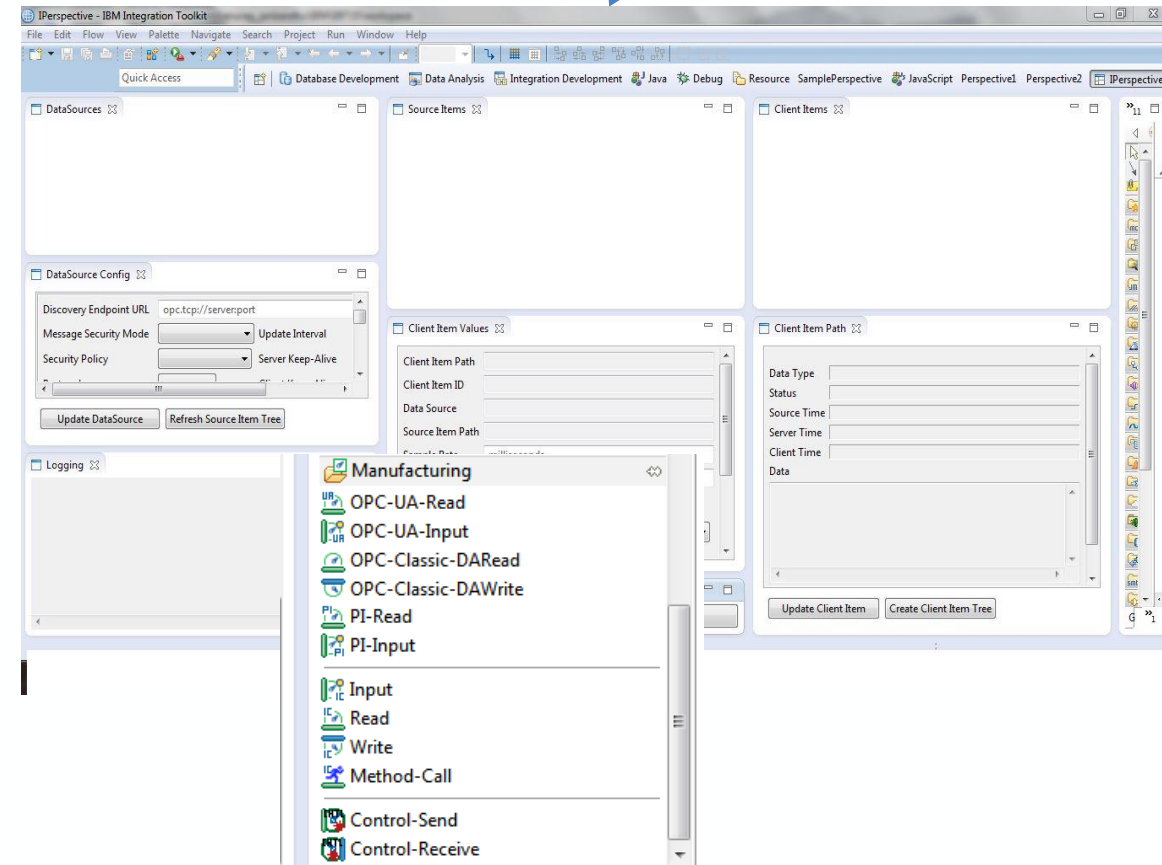 IPerspective - IBM Integration Toolkit
File Edit Flow View Palette Navigate Search Project Run Window Help
Quick Access Database Development Data Analysis Integration Development Java Debug Resource SamplePerspective JavaScript Perspective1 Perspective2 IPerspective
DataSources
Source Items
Client Items
»11
DataSource Config
Discovery Endpoint URL opc.tcp://server:port
Message Security Mode Update Interval
Security Policy Server Keep-Alive
Update DataSource Refresh Source Item Tree
Client Item Values
Client Item Path
Client Item ID
Data Source
Source Item Path
Client Item Path
Data Type
Status
Source Time
Server Time
Client Time
Data
Update Client Item Create Client Item Tree
»1
Logging
Manufacturing
OPC-UA-Read
OPC-UA-Input
OPC-Classic-DARead
OPC-Classic-DAWrite
PI-Read
PI-Input
Input
Read
Write
Method-Call
Control-Send
Control-Receive